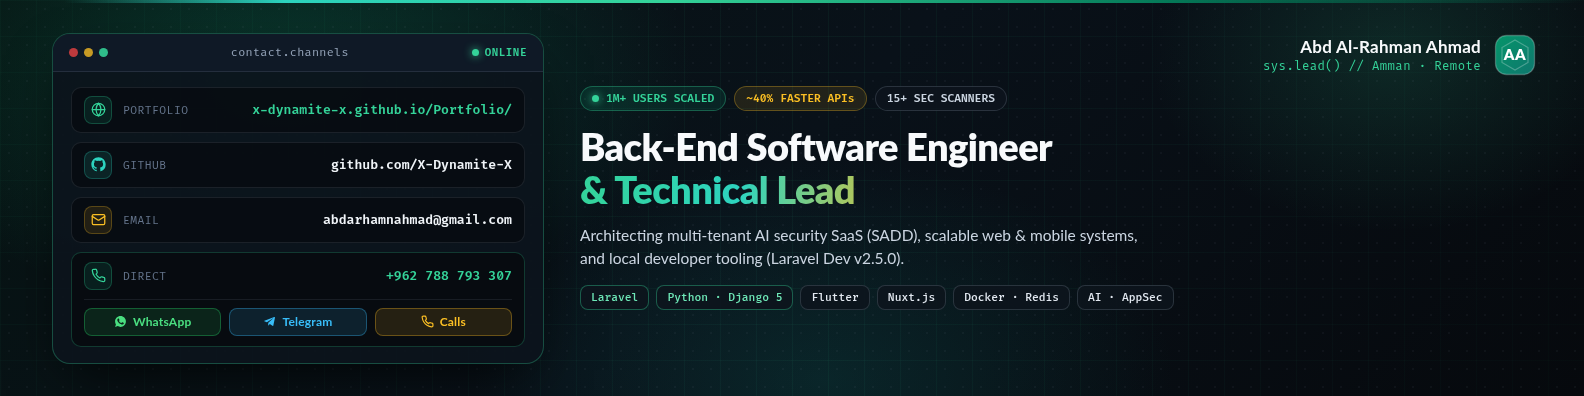 contact.channels
ONLINE
PORTFOLIO x-dynamite-x.github.io/Portfolio/
GITHUB github.com/X-Dynamite-X
EMAIL abdarhamnahmad@gmail.com
DIRECT +962 788 793 307
WhatsApp Telegram Calls
Abd Al-Rahman Ahmad
sys.lead() // Amman · Remote
AA
1M+ USERS SCALED ~40% FASTER APIs 15+ SEC SCANNERS
Back-End Software Engineer
& Technical Lead
Architecting multi-tenant AI security SaaS (SADD), scalable web & mobile systems,
and local developer tooling (Laravel Dev v2.5.0).
Laravel Python · Django 5 Flutter Nuxt.js Docker · Redis AI · AppSec